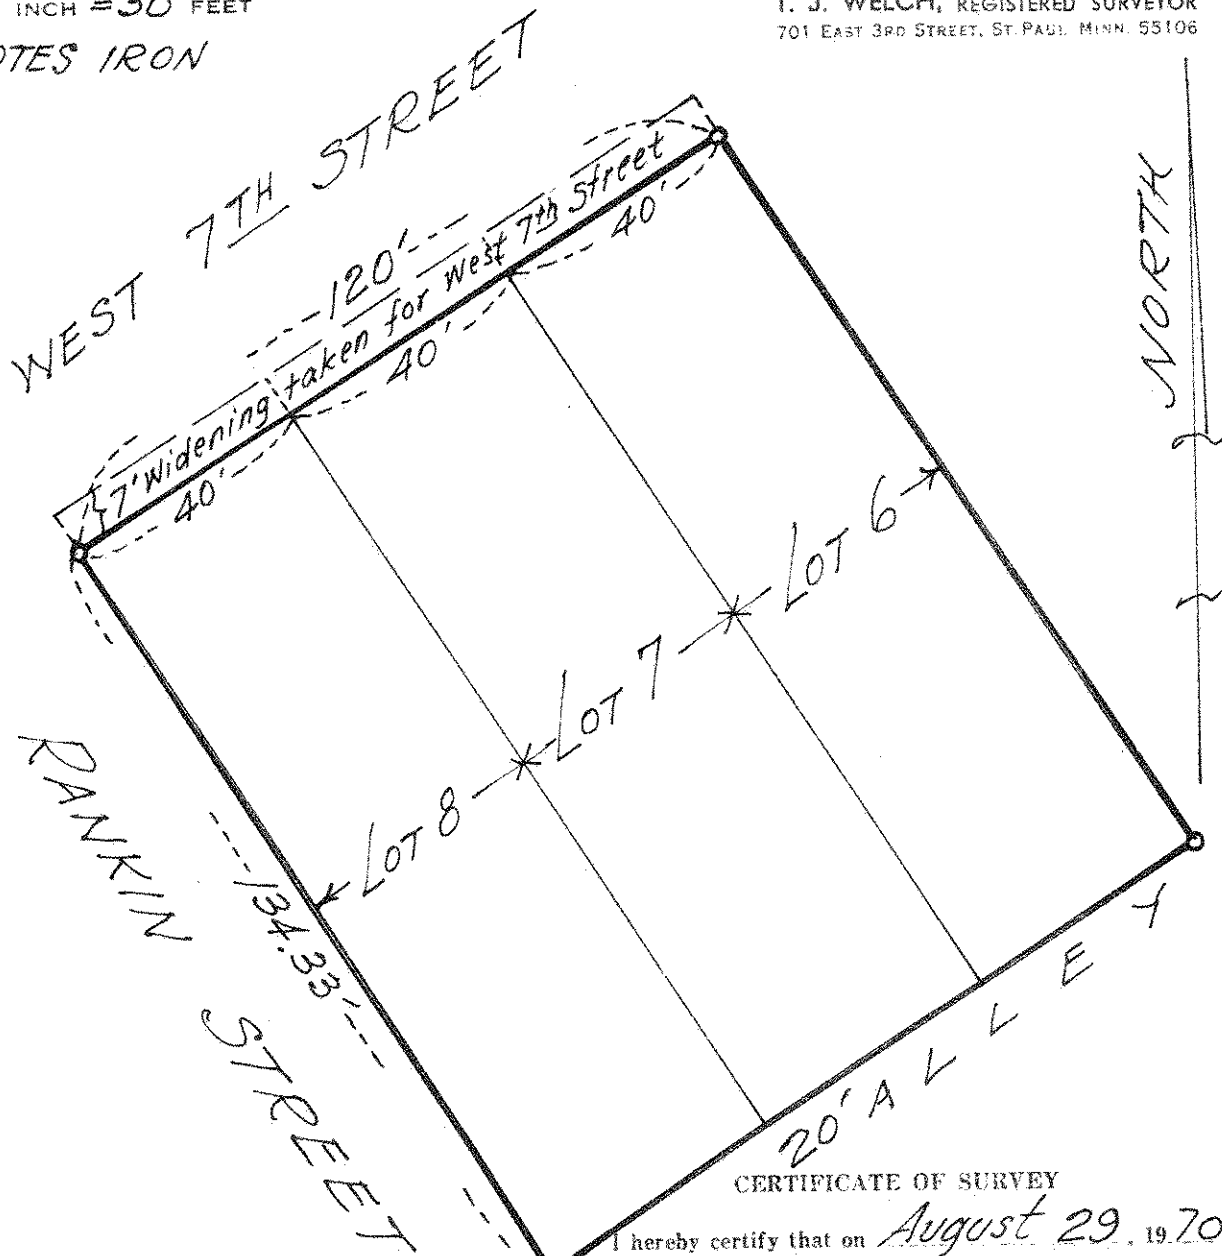 INCH = 30 FEET
T. J. WELCH, REGISTERED SURVEYOR
701 EAST 3RD STREET, ST. PAUL MINN. 55106
OTES IRON
WEST 7TH STREET
NORTH
120'
7' Widening taken for West 7th Street
40'
40'
40'
LOT 6
LOT 7
LOT 8
RANKIN STREET
134.33'
20' ALLEY
CERTIFICATE OF SURVEY
I hereby certify that on August 29, 1970